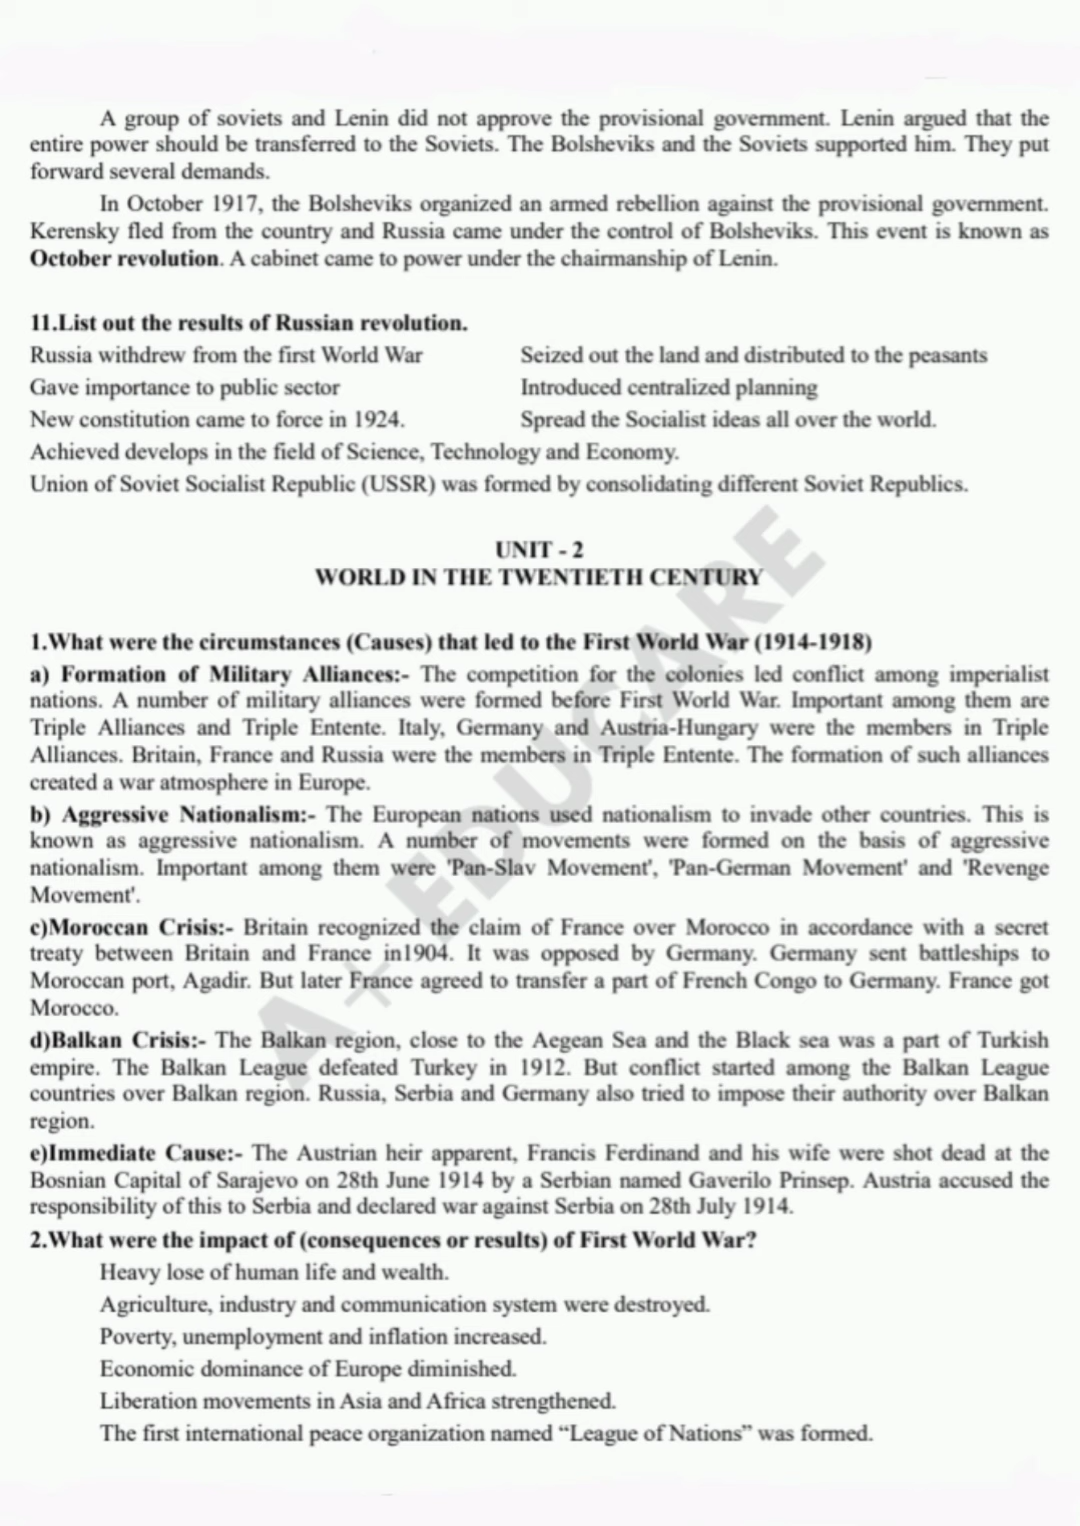 A group of soviets and Lenin did not approve the provisional government. Lenin argued that the
entire power should be transferred to the Soviets. The Bolsheviks and the Soviets supported him. They put
forward several demands.
In October 1917, the Bolsheviks organized an armed rebellion against the provisional government.
Kerensky fled from the country and Russia came under the control of Bolsheviks. This event is known as
October revolution. A cabinet came to power under the chairmanship of Lenin.
11.List out the results of Russian revolution.
Russia withdrew from the first World War Seized out the land and distributed to the peasants
Gave importance to public sector Introduced centralized planning
New constitution came to force in 1924. Spread the Socialist ideas all over the world.
Achieved develops in the field of Science, Technology and Economy.
Union of Soviet Socialist Republic (USSR) was formed by consolidating different Soviet Republics.
UNIT - 2
WORLD IN THE TWENTIETH CENTURY
1.What were the circumstances (Causes) that led to the First World War (1914-1918)
a) Formation of Military Alliances:- The competition for the colonies led conflict among imperialist
nations. A number of military alliances were formed before First World War. Important among them are
Triple Alliances and Triple Entente. Italy, Germany and Austria-Hungary were the members in Triple
Alliances. Britain, France and Russia were the members in Triple Entente. The formation of such alliances
created a war atmosphere in Europe.
b) Aggressive Nationalism:- The European nations used nationalism to invade other countries. This is
known as aggressive nationalism. A number of movements were formed on the basis of aggressive
nationalism. Important among them were 'Pan-Slav Movement', 'Pan-German Movement' and 'Revenge
Movement'.
c)Moroccan Crisis:- Britain recognized the claim of France over Morocco in accordance with a secret
treaty between Britain and France in1904. It was opposed by Germany. Germany sent battleships to
Moroccan port, Agadir. But later France agreed to transfer a part of French Congo to Germany. France got
Morocco.
d)Balkan Crisis:- The Balkan region, close to the Aegean Sea and the Black sea was a part of Turkish
empire. The Balkan League defeated Turkey in 1912. But conflict started among the Balkan League
countries over Balkan region. Russia, Serbia and Germany also tried to impose their authority over Balkan
region.
e)Immediate Cause:- The Austrian heir apparent, Francis Ferdinand and his wife were shot dead at the
Bosnian Capital of Sarajevo on 28th June 1914 by a Serbian named Gaverilo Prinsep. Austria accused the
responsibility of this to Serbia and declared war against Serbia on 28th July 1914.
2.What were the impact of (consequences or results) of First World War?
Heavy lose of human life and wealth.
Agriculture, industry and communication system were destroyed.
Poverty, unemployment and inflation increased.
Economic dominance of Europe diminished.
Liberation movements in Asia and Africa strengthened.
The first international peace organization named “League of Nations” was formed.
A+ EDUCARE